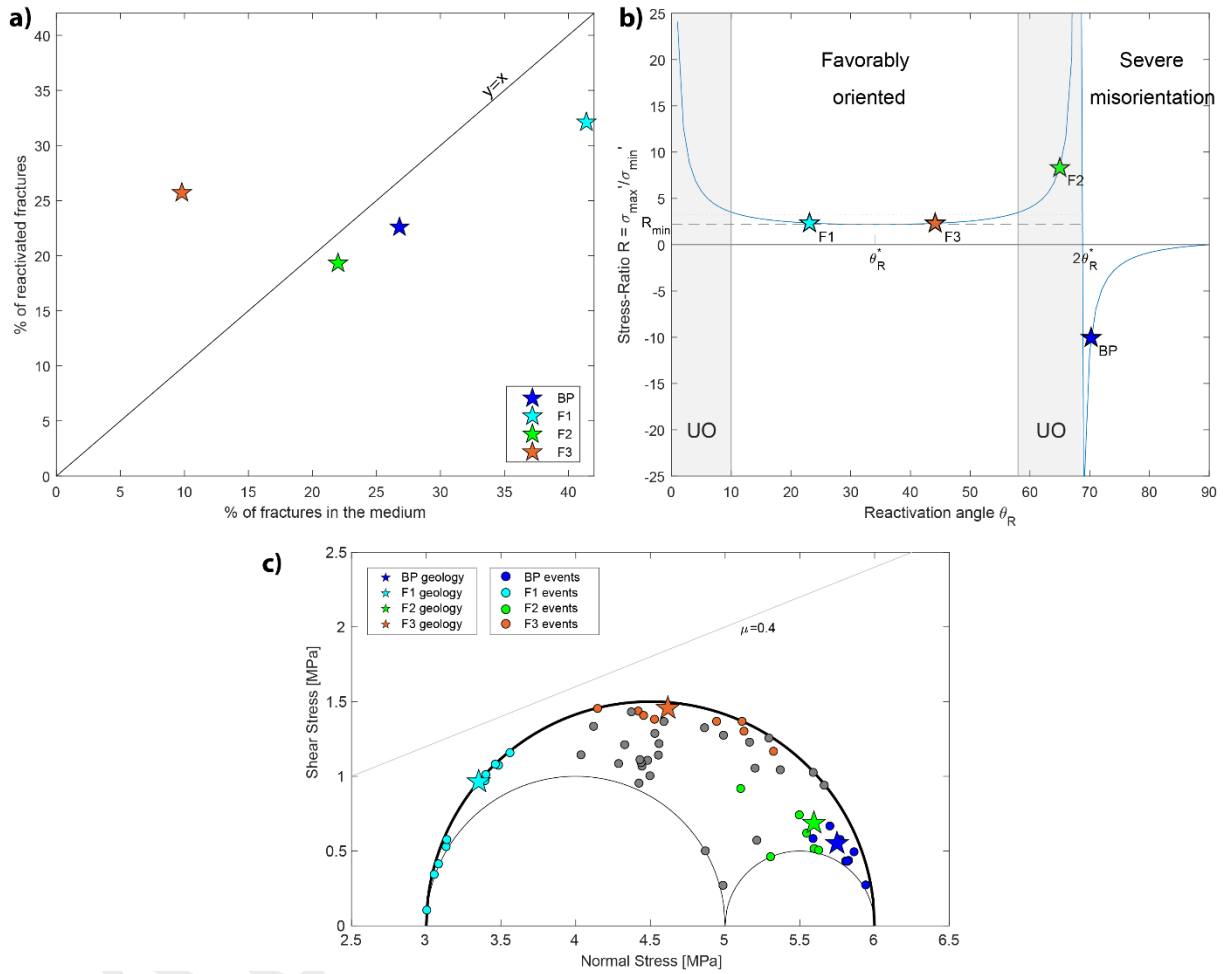 a)
% of reactivated fractures
40
35
30
25
20
15
10
5
0
y=x
BP
F1
F2
F3
0 5 10 15 20 25 30 35 40
% of fractures in the medium
b)
Stress-Ratio R = σmax'/σmin'
25
20
15
10
5
Rmin
0
-5
-10
-15
-20
-25
Favorably
oriented
Severe
misorientation
F2
F1
F3
θR*
2θR*
BP
UO
UO
0 10 20 30 40 50 60 70 80 90
Reactivation angle θR
c)
Shear Stress [MPa]
2.5
2
1.5
1
0.5
0
BP geology
F1 geology
F2 geology
F3 geology
BP events
F1 events
F2 events
F3 events
μ=0.4
2.5 3 3.5 4 4.5 5 5.5 6 6.5
Normal Stress [MPa]